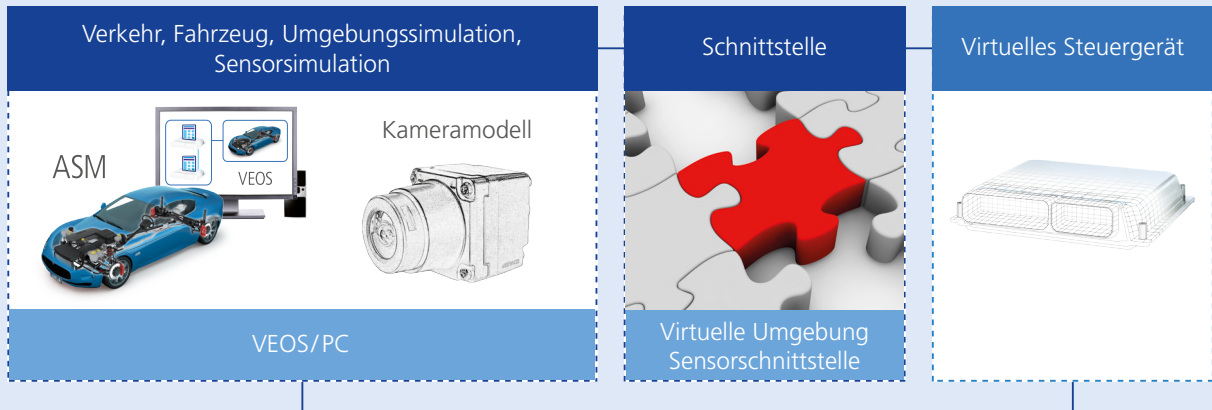 Verkehr, Fahrzeug, Umgebungssimulation,
Sensorsimulation
ASM
VEOS
Kameramodell
VEOS/PC
Schnittstelle
Virtuelle Umgebung
Sensorschnittstelle
Virtuelles Steuergerät